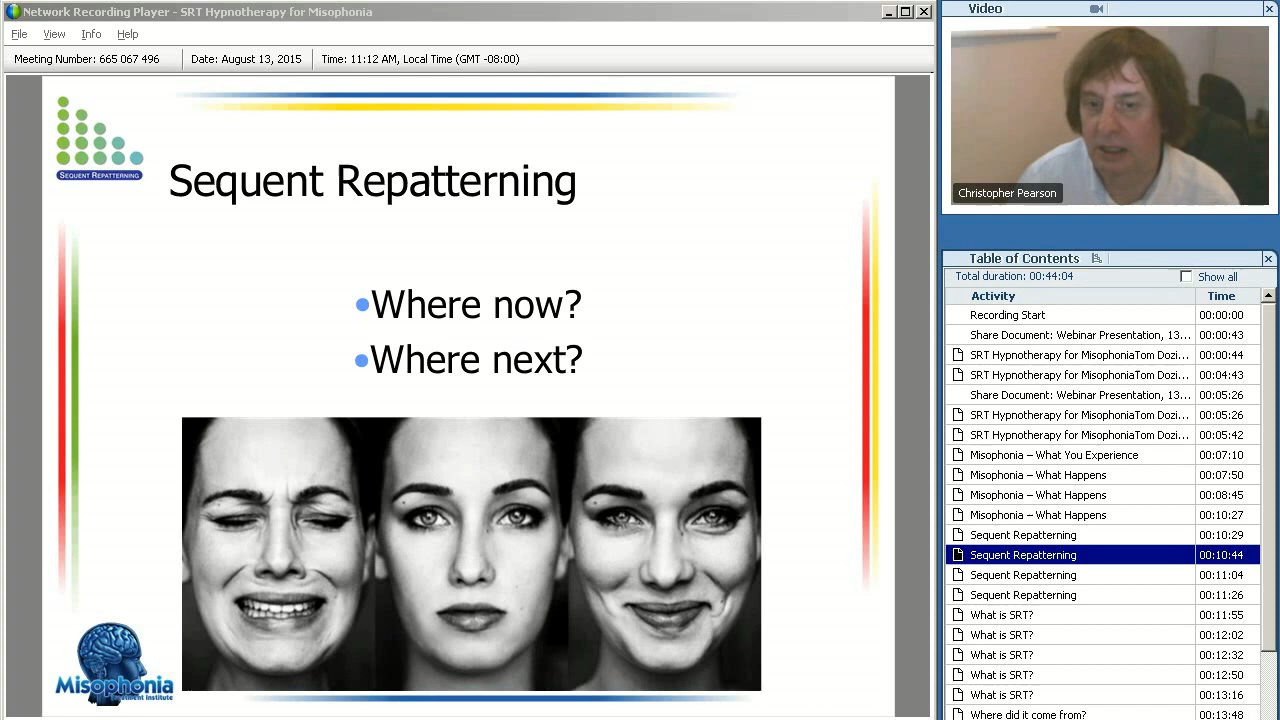 Network Recording Player - SRT Hypnotherapy for Misophonia
File View Info Help
Meeting Number: 665 067 496 Date: August 13, 2015 Time: 11:12 AM, Local Time (GMT -08:00)
SEQUENT REPATTERNING
Sequent Repatterning
•Where now?
•Where next?
Misophonia
Treatment Institute
Video
Christopher Pearson
Table of Contents
Total duration: 00:44:04 Show all
Activity Time
Recording Start 00:00:00
Share Document: Webinar Presentation, 13... 00:00:43
SRT Hypnotherapy for MisophoniaTom Dozi... 00:00:44
SRT Hypnotherapy for MisophoniaTom Dozi... 00:04:43
Share Document: Webinar Presentation, 13... 00:05:26
SRT Hypnotherapy for MisophoniaTom Dozi... 00:05:26
SRT Hypnotherapy for MisophoniaTom Dozi... 00:05:42
Misophonia – What You Experience 00:07:10
Misophonia – What Happens 00:07:50
Misophonia – What Happens 00:08:45
Misophonia – What Happens 00:10:27
Sequent Repatterning 00:10:29
Sequent Repatterning 00:10:44
Sequent Repatterning 00:11:04
Sequent Repatterning 00:11:26
What is SRT? 00:11:55
What is SRT? 00:12:02
What is SRT? 00:12:32
What is SRT? 00:12:50
What is SRT? 00:13:16
Where did it come from? 00:13:48